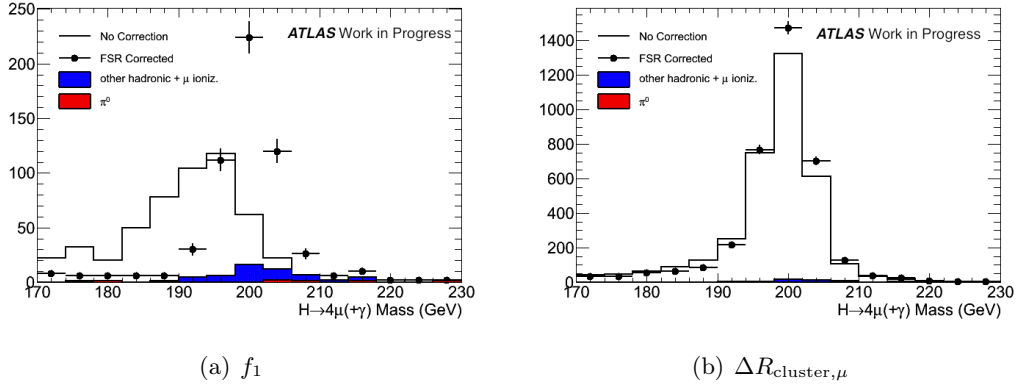 250
200
150
100
50
0
170 180 190 200 210 220 230
H→4μ(+γ) Mass (GeV)
No Correction
FSR Corrected
other hadronic + μ ioniz.
π⁰
ATLAS Work in Progress
(a) f₁
1400
1200
1000
800
600
400
200
0
170 180 190 200 210 220 230
H→4μ(+γ) Mass (GeV)
No Correction
FSR Corrected
other hadronic + μ ioniz.
π⁰
ATLAS Work in Progress
(b) ΔR cluster,μ